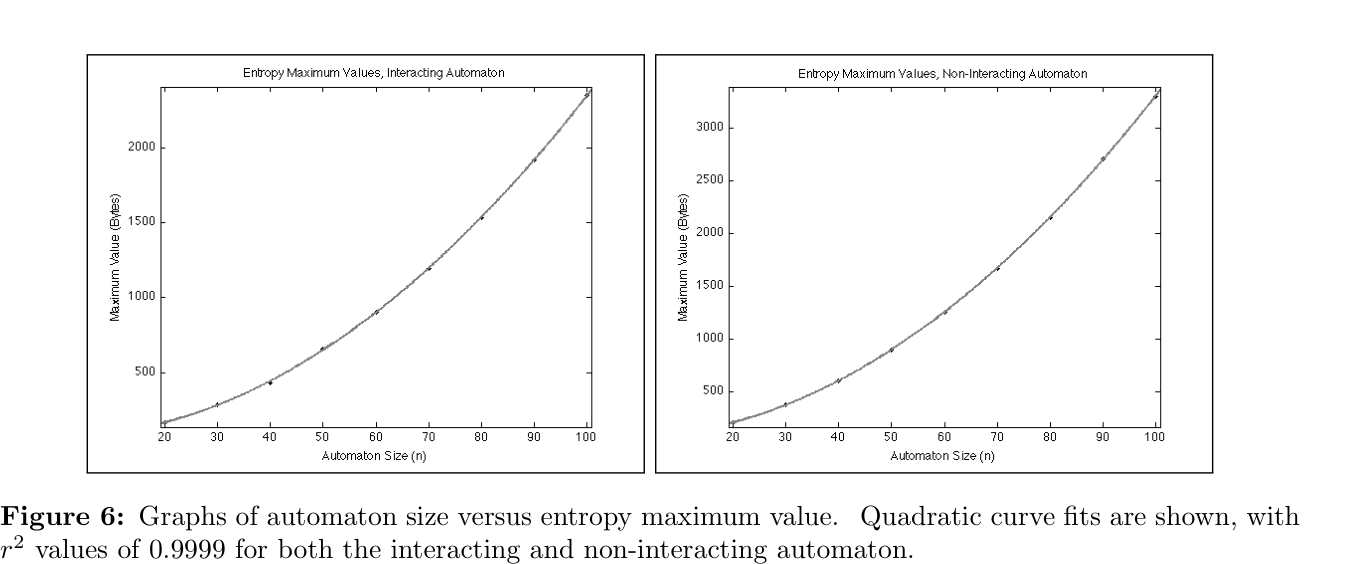 Entropy Maximum Values, Interacting Automaton
Maximum Value (Bytes)
2000
1500
1000
500
20 30 40 50 60 70 80 90 100
Automaton Size (n)
Entropy Maximum Values, Non-Interacting Automaton
Maximum Value (Bytes)
3000
2500
2000
1500
1000
500
20 30 40 50 60 70 80 90 100
Automaton Size (n)
Figure 6: Graphs of automaton size versus entropy maximum value. Quadratic curve fits are shown, with
r² values of 0.9999 for both the interacting and non-interacting automaton.